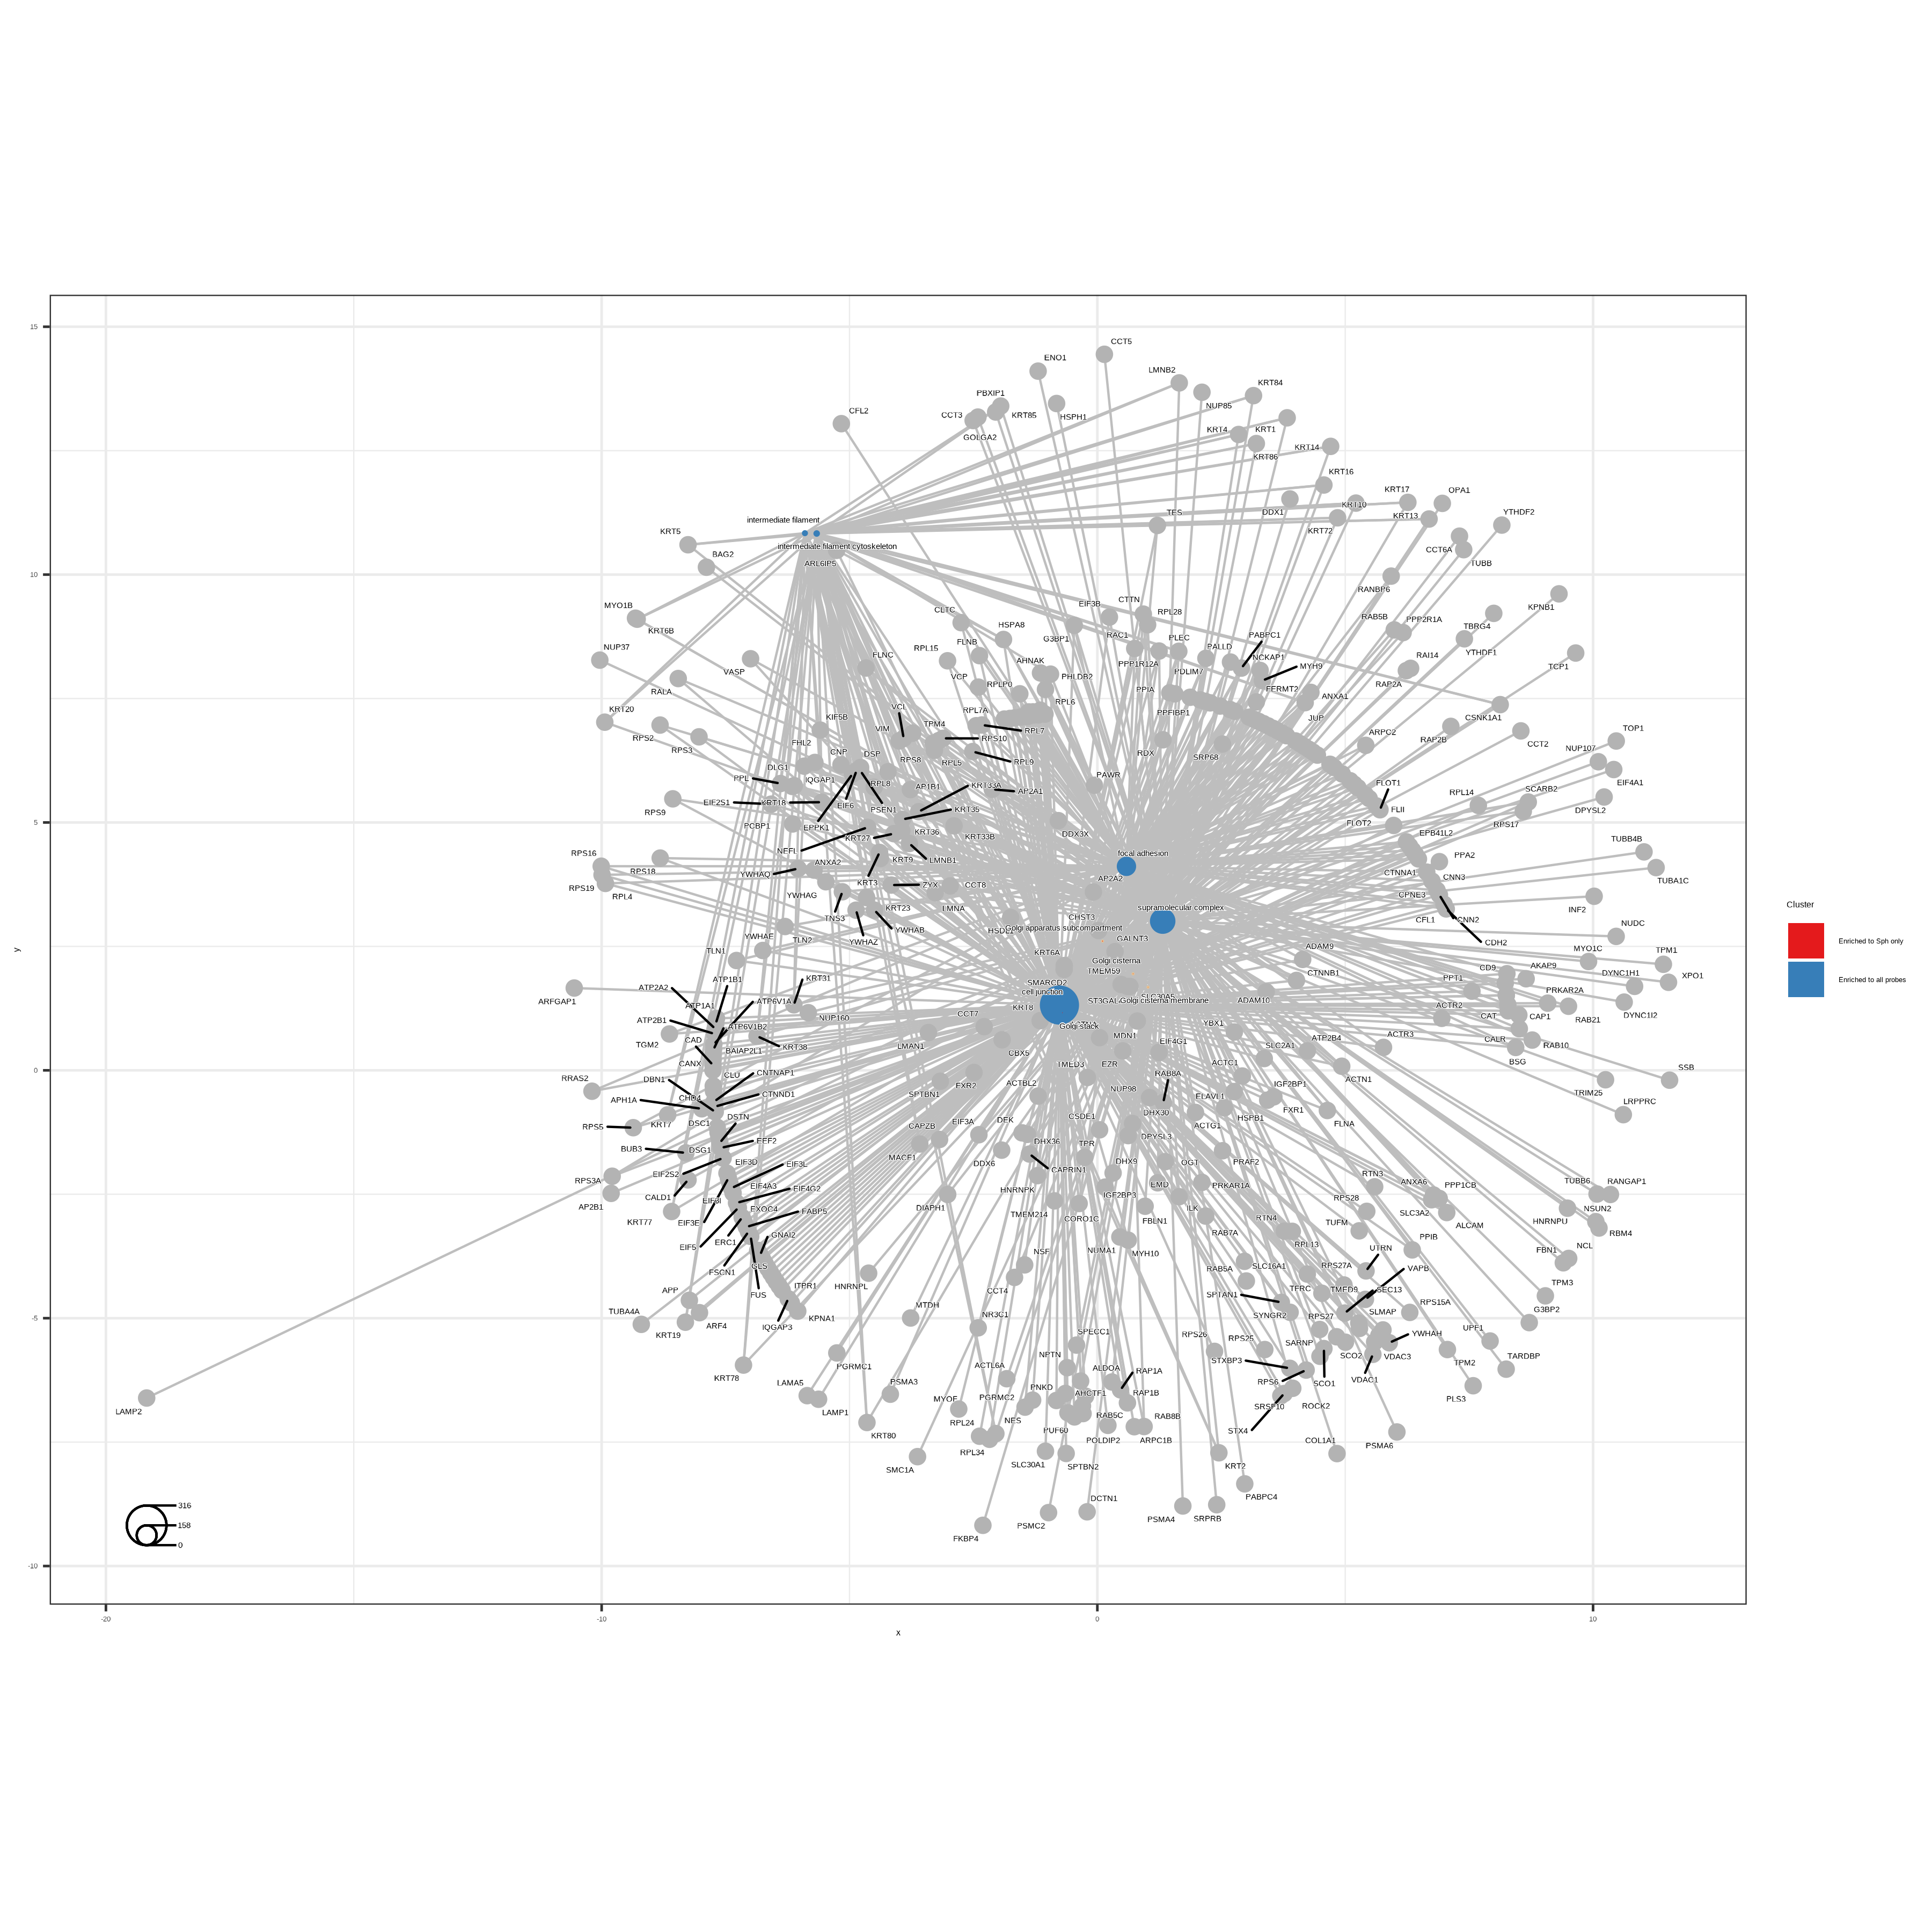 CCT5
ENO1
LMNB2
KRT84
PBXIP1
NUP85
CFL2
CCT3
KRT85
HSPH1
GOLGA2
KRT4
KRT1
KRT14
KRT86
KRT16
KRT17
OPA1
KRT10
KRT13
YTHDF2
TES
DDX1
KRT72
intermediate filament
KRT5
intermediate filament cytoskeleton
BAG2
ARL6IP5
CCT6A
TUBB
RANBP6
KPNB1
MYO1B
CLTC
EIF3B
CTTN
RPL28
RAB5B
PPP2R1A
TBRG4
KRT6B
HSPA8
G3BP1
RAC1
PLEC
PABPC1
NUP37
FLNB
RPL15
PALLD
NCKAP1
YTHDF1
RAI14
TCP1
FLNC
VASP
AHNAK
PPP1R12A
MYH9
VCP
PHLDB2
PDLIM7
RALA
RPLP0
PPIA
FERMT2
ANXA1
RAP2A
KRT20
VCL
RPL7A
RPL6
PPFIBP1
JUP
CSNK1A1
KIF5B
TPM4
VIM
RPL7
ARPC2
RAP2B
TOP1
RPS2
RPS10
CCT2
NUP107
RPS3
FHL2
CNP
DSP
RPS8
RPL5
RPL9
RDX
SRP68
DLG1
PPL
IQGAP1
RPL8
AP1B1
KRT33A
AP2A1
PAWR
FLOT1
RPL14
SCARB2
EIF4A1
DPYSL2
EIF2S1
KRT18
EIF6
PSEN1
KRT35
FLII
RPS9
PCBP1
EPPK1
KRT27
KRT36
KRT33B
DDX3X
FLOT2
EPB41L2
RPS17
TUBB4B
RPS16
NEFL
ANXA2
KRT9
LMNB1
focal adhesion
PPA2
RPS18
YWHAQ
AP2A2
CTNNA1
CNN3
TUBA1C
RPS19
RPL4
YWHAG
KRT3
ZYX
CCT8
CPNE3
INF2
TNS3
KRT23
LMNA
CHST3
supramolecular complex
CFL1
CNN2
NUDC
YWHAE
TLN2
YWHAZ
YWHAB
Golgi apparatus subcompartment
GALNT3
CDH2
TLN1
KRT6A
Golgi cisterna
ADAM9
MYO1C
TPM1
ATP2A2
ATP1B1
KRT31
TMEM59
CTNNB1
CD9
AKAP9
DYNC1H1
XPO1
ARFGAP1
ATP1A1
ATP6V1A
SMARCD2
cell junction
PPT1
PRKAR2A
KRT8
Golgi cisterna membrane
ADAM10
ACTR2
DYNC1I2
ATP2B1
NUP160
CCT7
Golgi stack
YBX1
CAT
CAP1
RAB21
TGM2
CAD
ATP6V1B2
KRT38
LMAN1
MDN1
EIF4G1
ATP2B4
ACTR3
CALR
RAB10
BAIAP2L1
CBX5
SLC2A1
CANX
CLU
CNTNAP1
TMED3
EZR
ACTC1
BSG
SSB
RRAS2
DBN1
FXR2
ACTBL2
RAB8A
ACTN1
APH1A
CHD4
CTNND1
SPTBN1
NUP98
ELAVL1
IGF2BP1
TRIM25
RPS5
KRT7
DSC1
DSTN
CAPZB
EIF3A
DEK
CSDE1
DHX30
HSPB1
FXR1
FLNA
LRPPRC
BUB3
DSG1
EEF2
ACTG1
MACF1
DDX6
DHX36
CAPRIN1
TPR
DPYSL3
RPS3A
EIF2S2
EIF3D
EIF3L
HNRNPK
DHX9
OGT
PRAF2
RTN3
ANXA6
PPP1CB
TUBB6
RANGAP1
AP2B1
CALD1
EIF3I
EIF4A3
EIF4G2
IGF2BP3
EMD
PRKAR1A
RPS28
KRT77
EIF3E
EXOC4
FABP5
DIAPH1
TMEM214
CORO1C
FBLN1
ILK
RTN4
TUFM
SLC3A2
ALCAM
HNRNPU
NSUN2
RBM4
EIF5
ERC1
GNAI2
RAB7A
RPL13
UTRN
PPIB
FSCN1
GLS
NSF
NUMA1
MYH10
SLC16A1
RPS27A
VAPB
FBN1
NCL
APP
FUS
ITPR1
HNRNPL
CCT4
RAB5A
TFRC
TMED9
SEC13
TPM3
TUBA4A
ARF4
IQGAP3
KPNA1
MTDH
NR3C1
SPTAN1
SYNGR2
RPS27
SLMAP
RPS15A
G3BP2
KRT19
SPECC1
RPS26
RPS25
SARNP
SCO2
YWHAH
UPF1
PGRMC1
ACTL6A
NPTN
ALDOA
RAP1A
STXBP3
VDAC3
TARDBP
KRT78
PSMA3
PNKD
AHCTF1
RAP1B
RPS6
SCO1
VDAC1
TPM2
LAMP2
LAMA5
LAMP1
MYOF
PGRMC2
NES
RAB5C
RAB8B
SRSF10
ROCK2
PLS3
KRT80
RPL24
PUF60
POLDIP2
ARPC1B
STX4
COL1A1
PSMA6
RPL34
SMC1A
SLC30A1
SPTBN2
KRT2
DCTN1
PABPC4
FKBP4
PSMC2
PSMA4
SRPRB
316
158
0
15
10
5
0
-5
-10
-20
-10
0
10
x
y
Cluster
Enriched to Sph only
Enriched to all probes